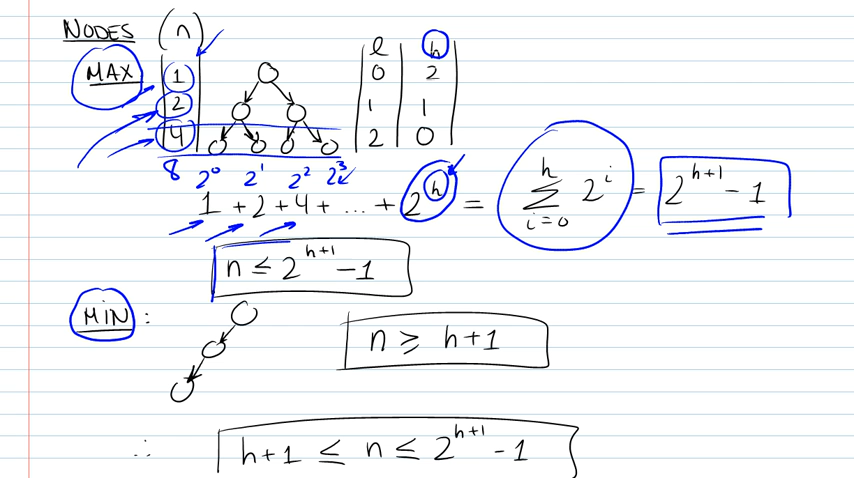 NODES (n)
l h
MAX 1 0 2
2 1 1
4 2 0
8 2⁰ 2¹ 2² 2³
1 + 2 + 4 + ... + 2^h = ∑_{i=0}^{h} 2^i = 2^{h+1} - 1
n ≤ 2^{h+1} - 1
MIN :
n ≥ h+1
∴ h+1 ≤ n ≤ 2^{h+1} - 1